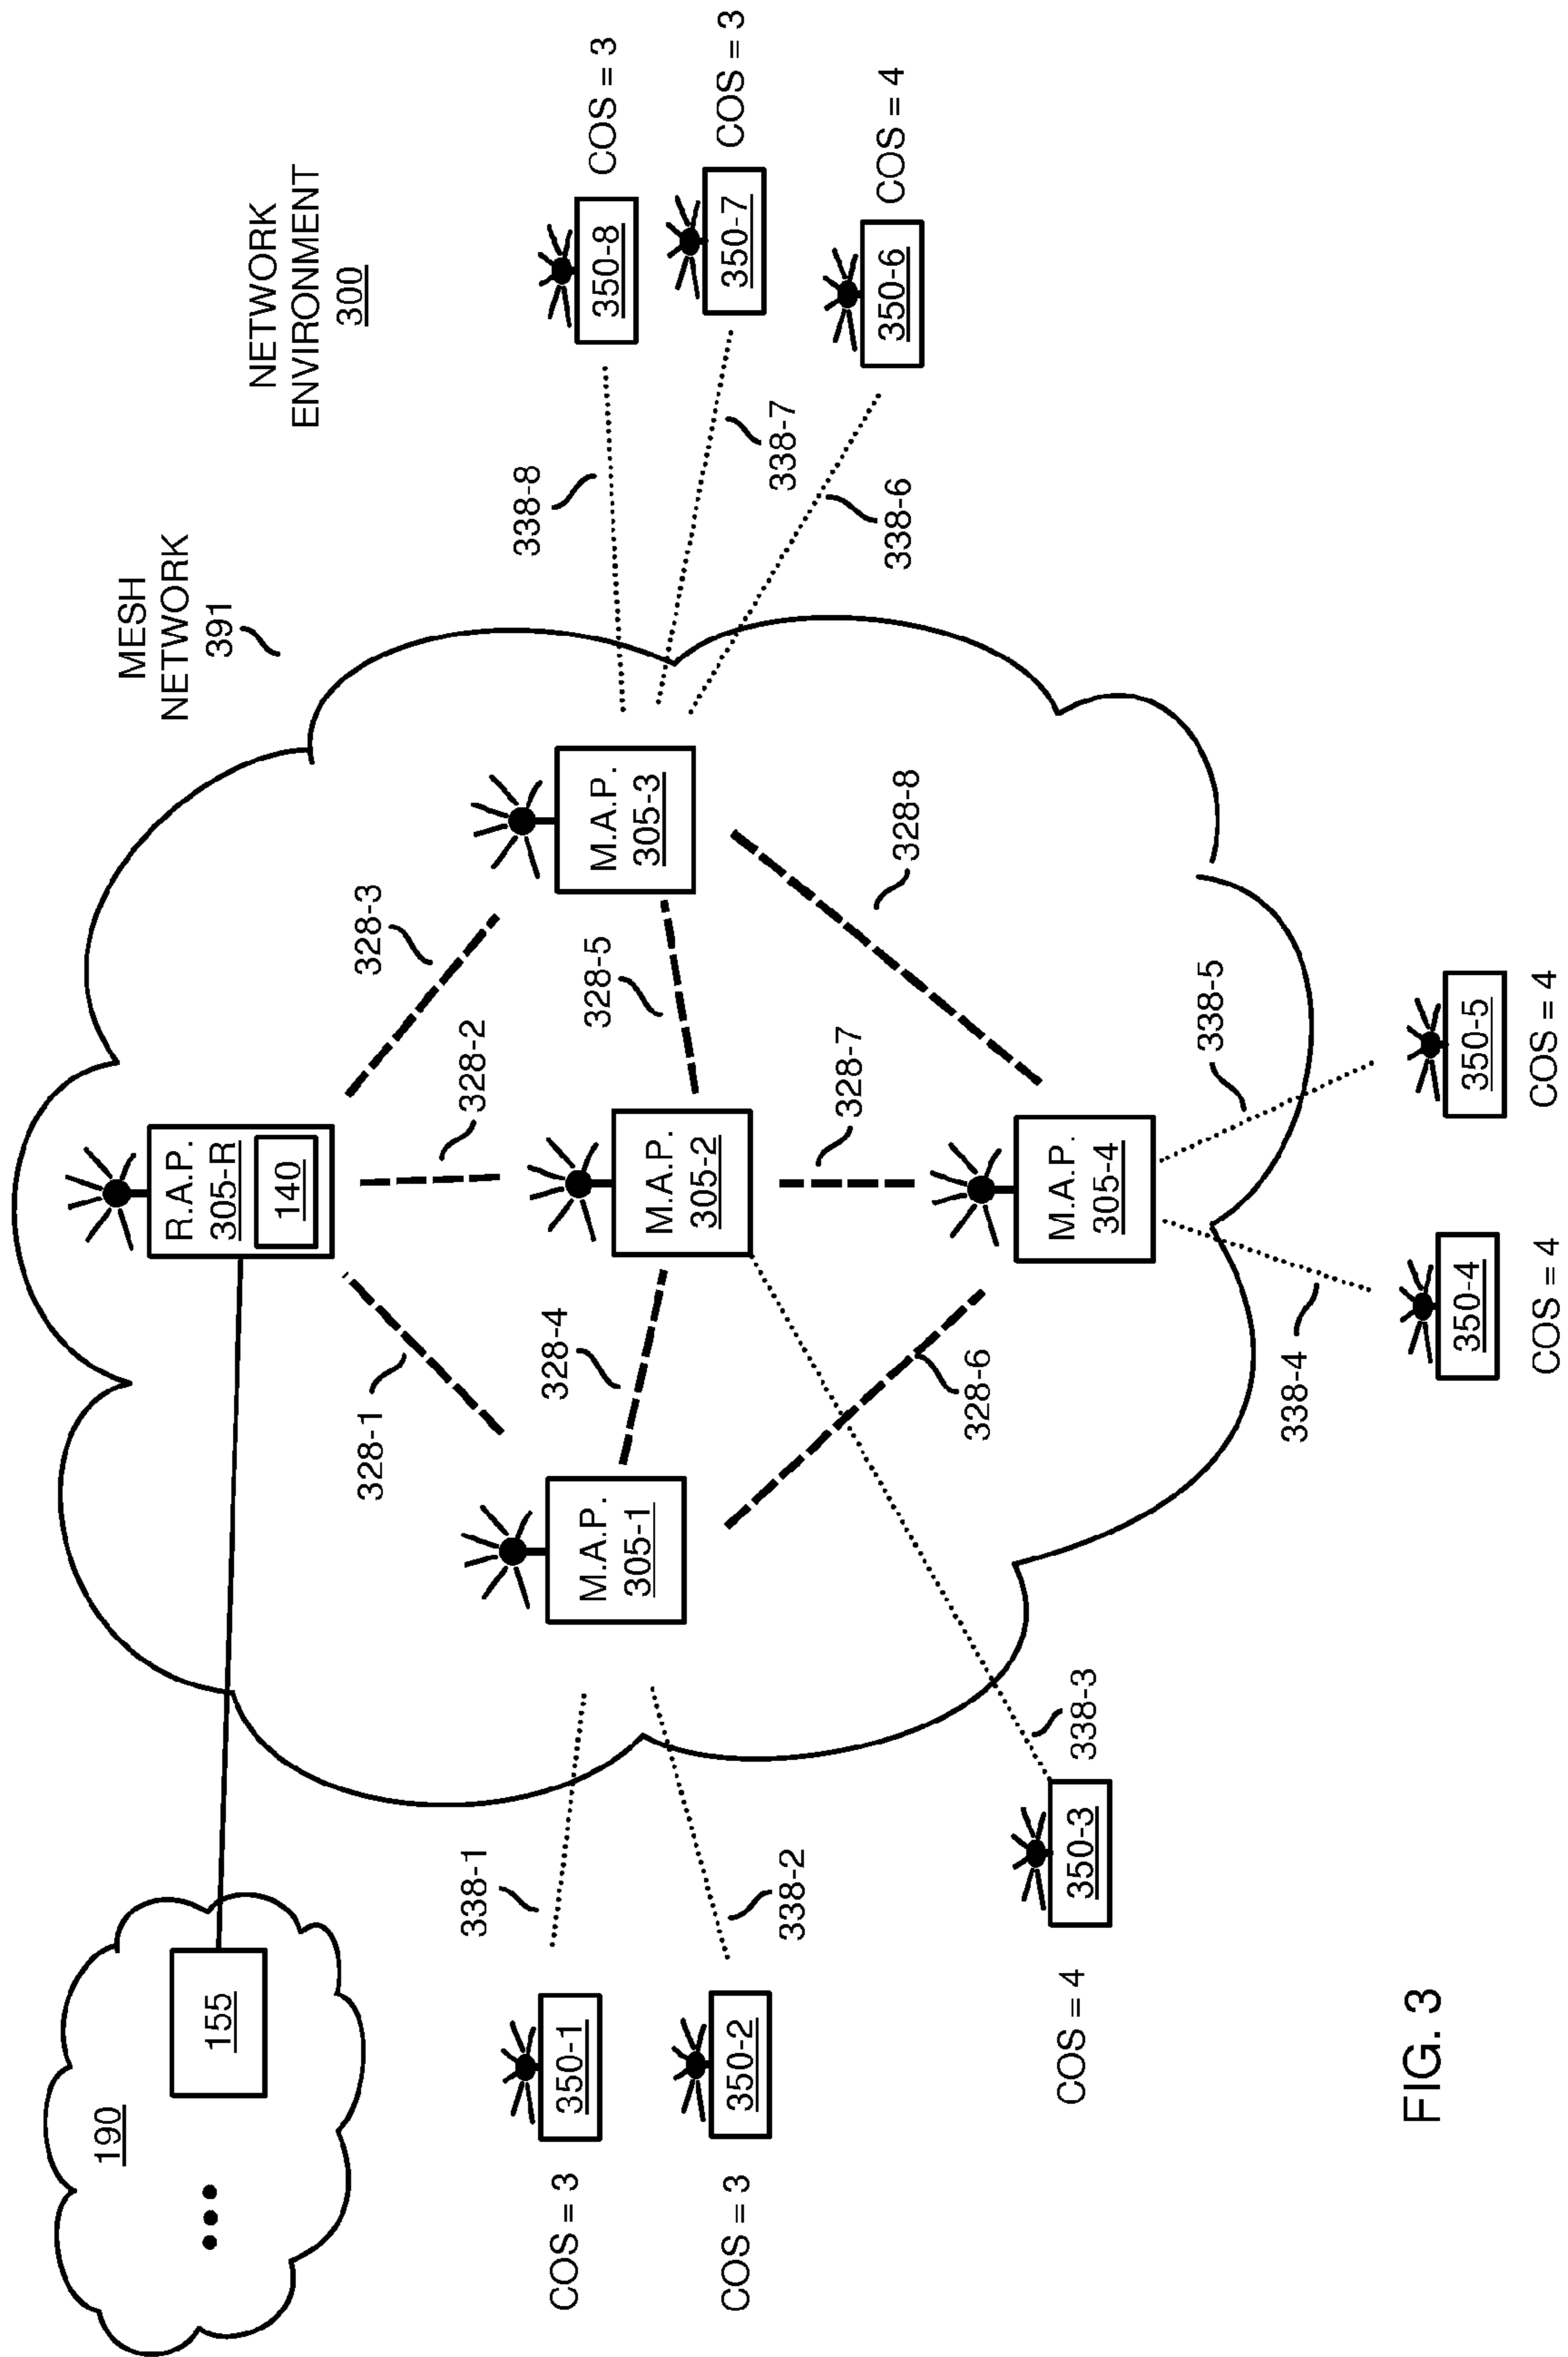 NETWORK
ENVIRONMENT
300
MESH
NETWORK
391
190
155
R.A.P.
305-R
140
328-1
328-2
328-3
M.A.P.
305-1
M.A.P.
305-2
M.A.P.
305-3
328-4
328-5
328-6
328-7
328-8
M.A.P.
305-4
338-1
338-2
338-3
338-4
338-5
338-6
338-7
338-8
350-1
COS = 3
350-2
COS = 3
350-3
COS = 4
350-4
COS = 4
350-5
COS = 4
350-6
COS = 4
350-7
COS = 3
350-8
COS = 3
FIG. 3